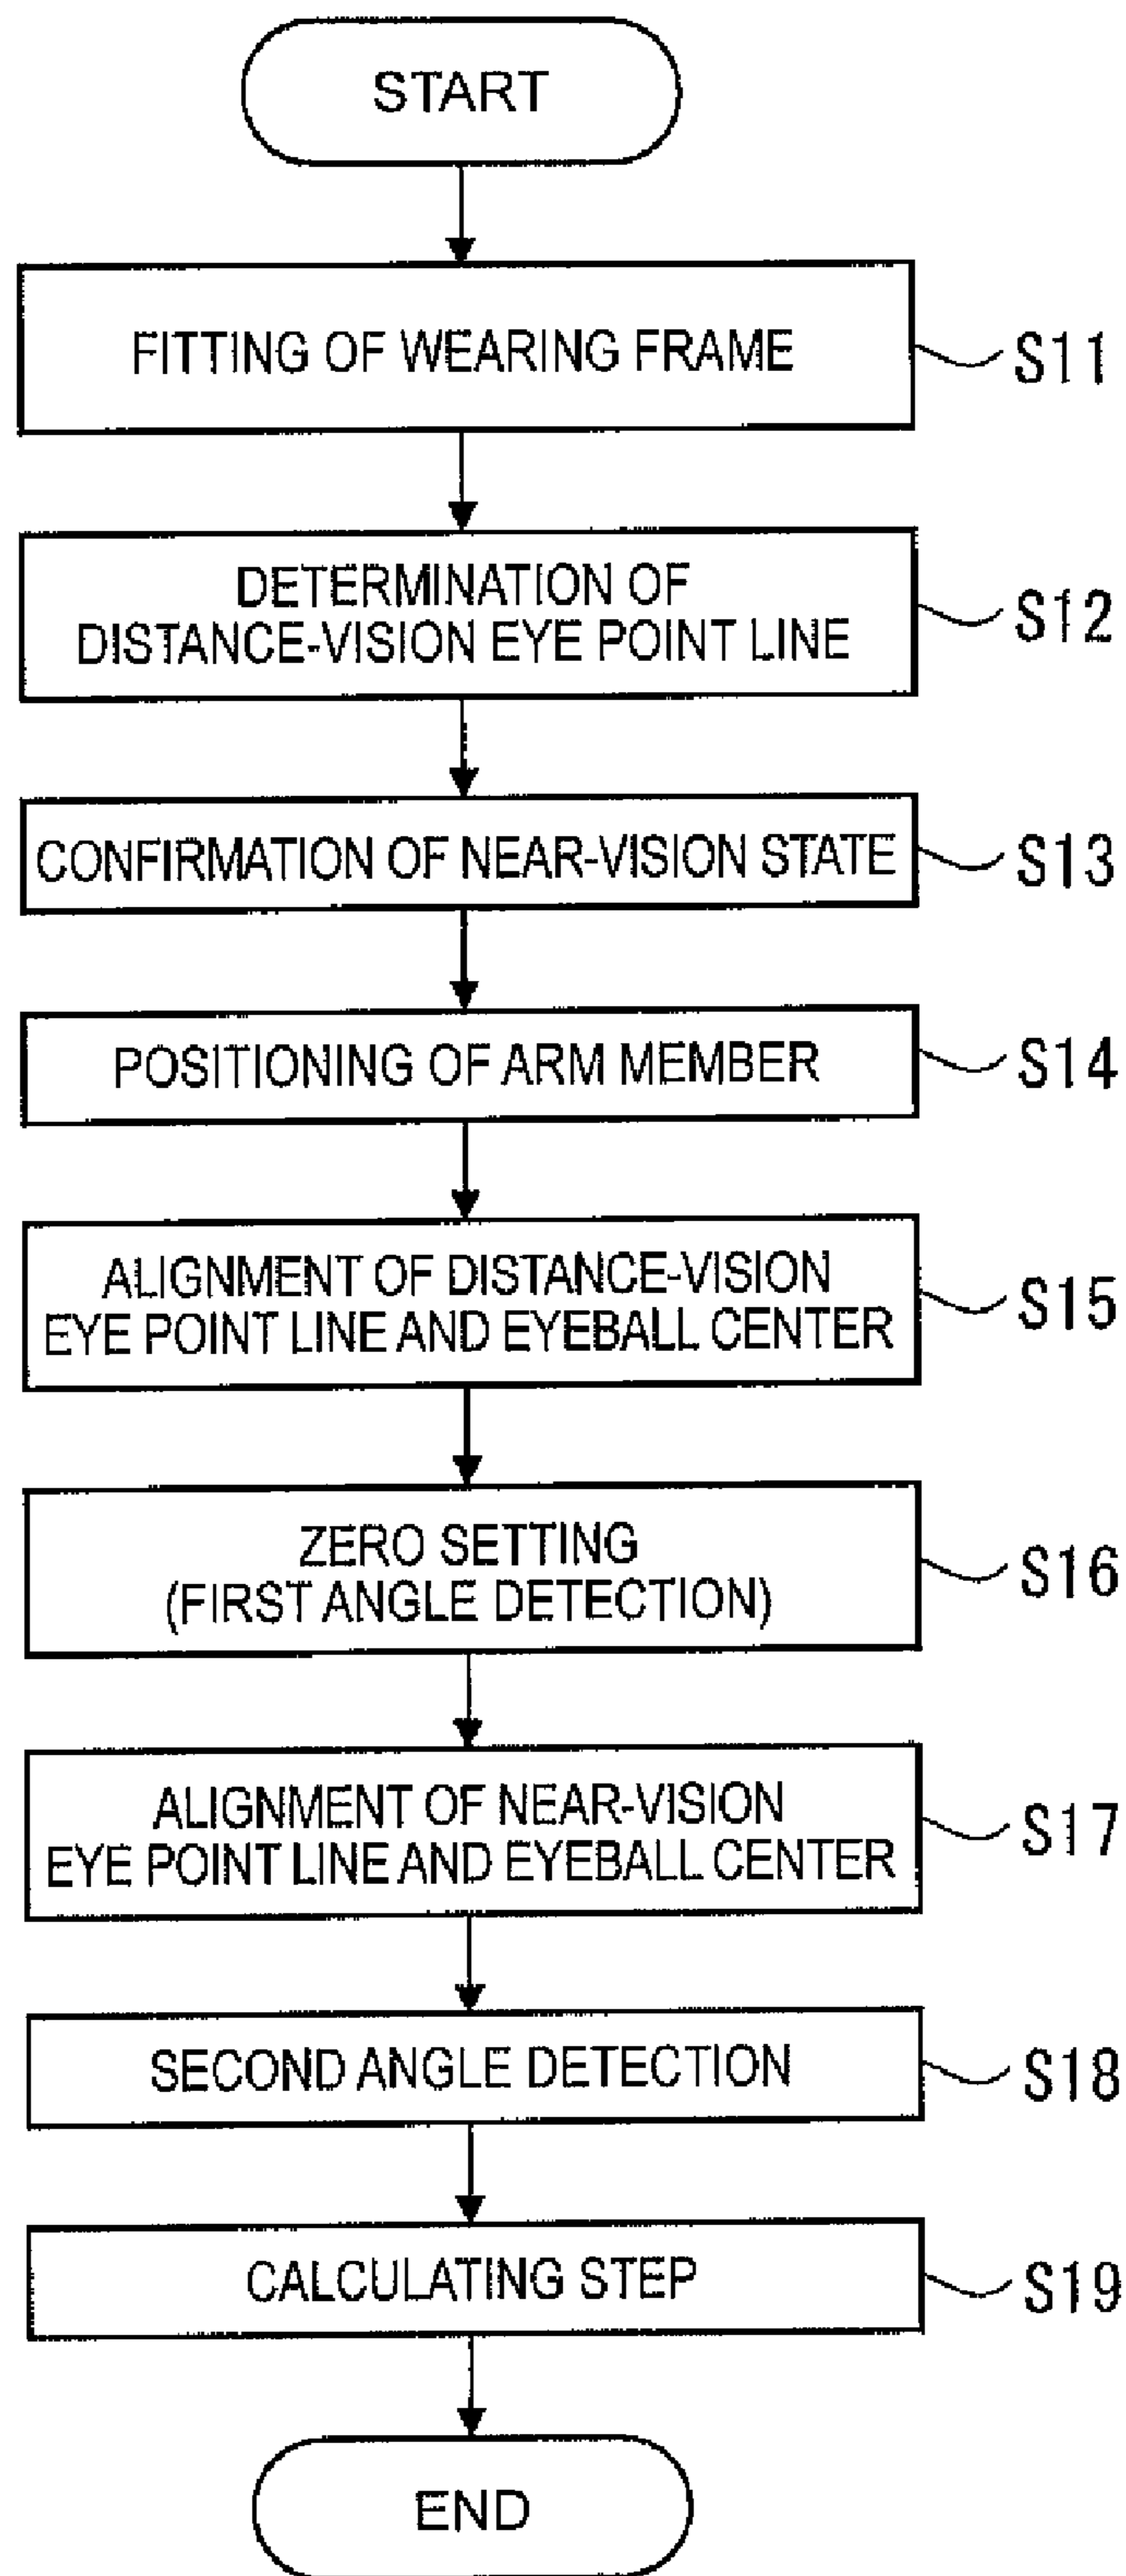 START
FITTING OF WEARING FRAME
S11
DETERMINATION OF
DISTANCE-VISION EYE POINT LINE
S12
CONFIRMATION OF NEAR-VISION STATE
S13
POSITIONING OF ARM MEMBER
S14
ALIGNMENT OF DISTANCE-VISION
EYE POINT LINE AND EYEBALL CENTER
S15
ZERO SETTING
(FIRST ANGLE DETECTION)
S16
ALIGNMENT OF NEAR-VISION
EYE POINT LINE AND EYEBALL CENTER
S17
SECOND ANGLE DETECTION
S18
CALCULATING STEP
S19
END